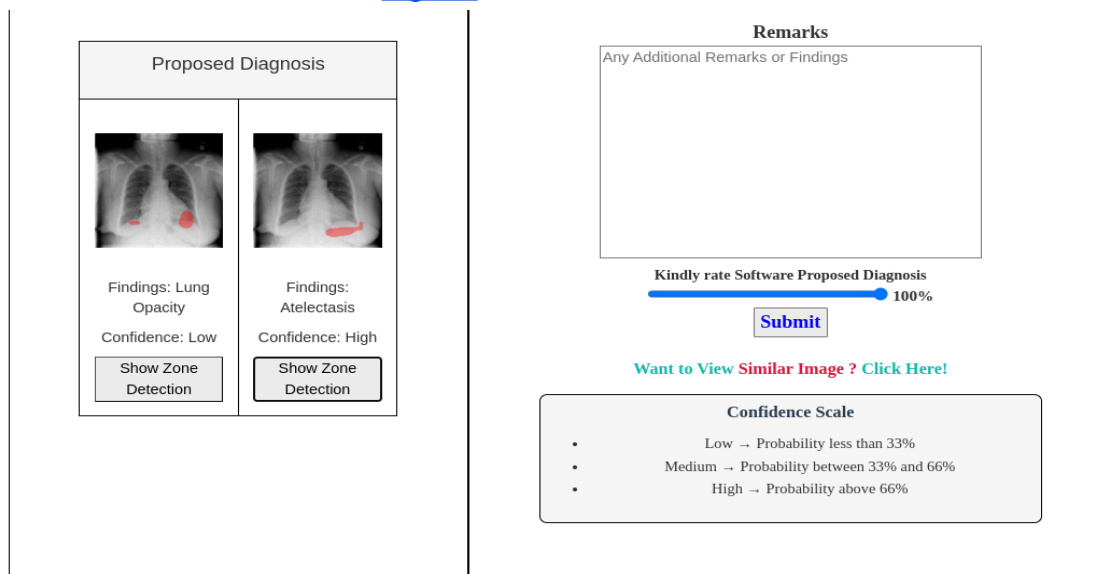 Proposed Diagnosis
Findings: Lung
Opacity
Confidence: Low
Show Zone
Detection
Findings:
Atelectasis
Confidence: High
Show Zone
Detection
Remarks
Any Additional Remarks or Findings
Kindly rate Software Proposed Diagnosis
100%
Submit
Want to View Similar Image ? Click Here!
Confidence Scale
• Low → Probability less than 33%
• Medium → Probability between 33% and 66%
• High → Probability above 66%